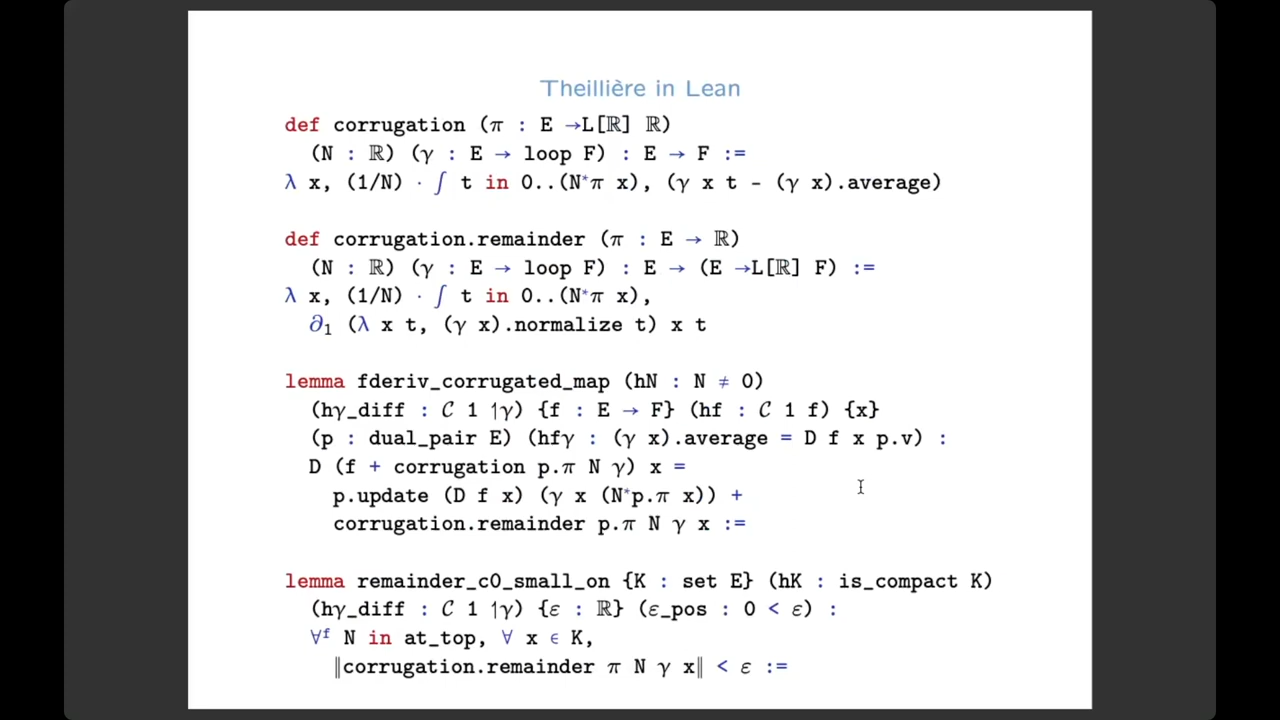 Theillière in Lean
def corrugation (π : E →L[ℝ] ℝ)
(N : ℝ) (γ : E → loop F) : E → F :=
λ x, (1/N) · ∫ t in 0..(N*π x), (γ x t - (γ x).average)
def corrugation.remainder (π : E → ℝ)
(N : ℝ) (γ : E → loop F) : E → (E →L[ℝ] F) :=
λ x, (1/N) · ∫ t in 0..(N*π x),
∂₁ (λ x t, (γ x).normalize t) x t
lemma fderiv_corrugated_map (hN : N ≠ 0)
(hγ_diff : 𝒞 1 ↿γ) {f : E → F} (hf : 𝒞 1 f) {x}
(p : dual_pair E) (hfγ : (γ x).average = D f x p.v) :
D (f + corrugation p.π N γ) x =
p.update (D f x) (γ x (N*p.π x)) +
corrugation.remainder p.π N γ x :=
lemma remainder_c0_small_on {K : set E} (hK : is_compact K)
(hγ_diff : 𝒞 1 ↿γ) {ε : ℝ} (ε_pos : 0 < ε) :
∀ᶠ N in at_top, ∀ x ∈ K,
‖corrugation.remainder π N γ x‖ < ε :=